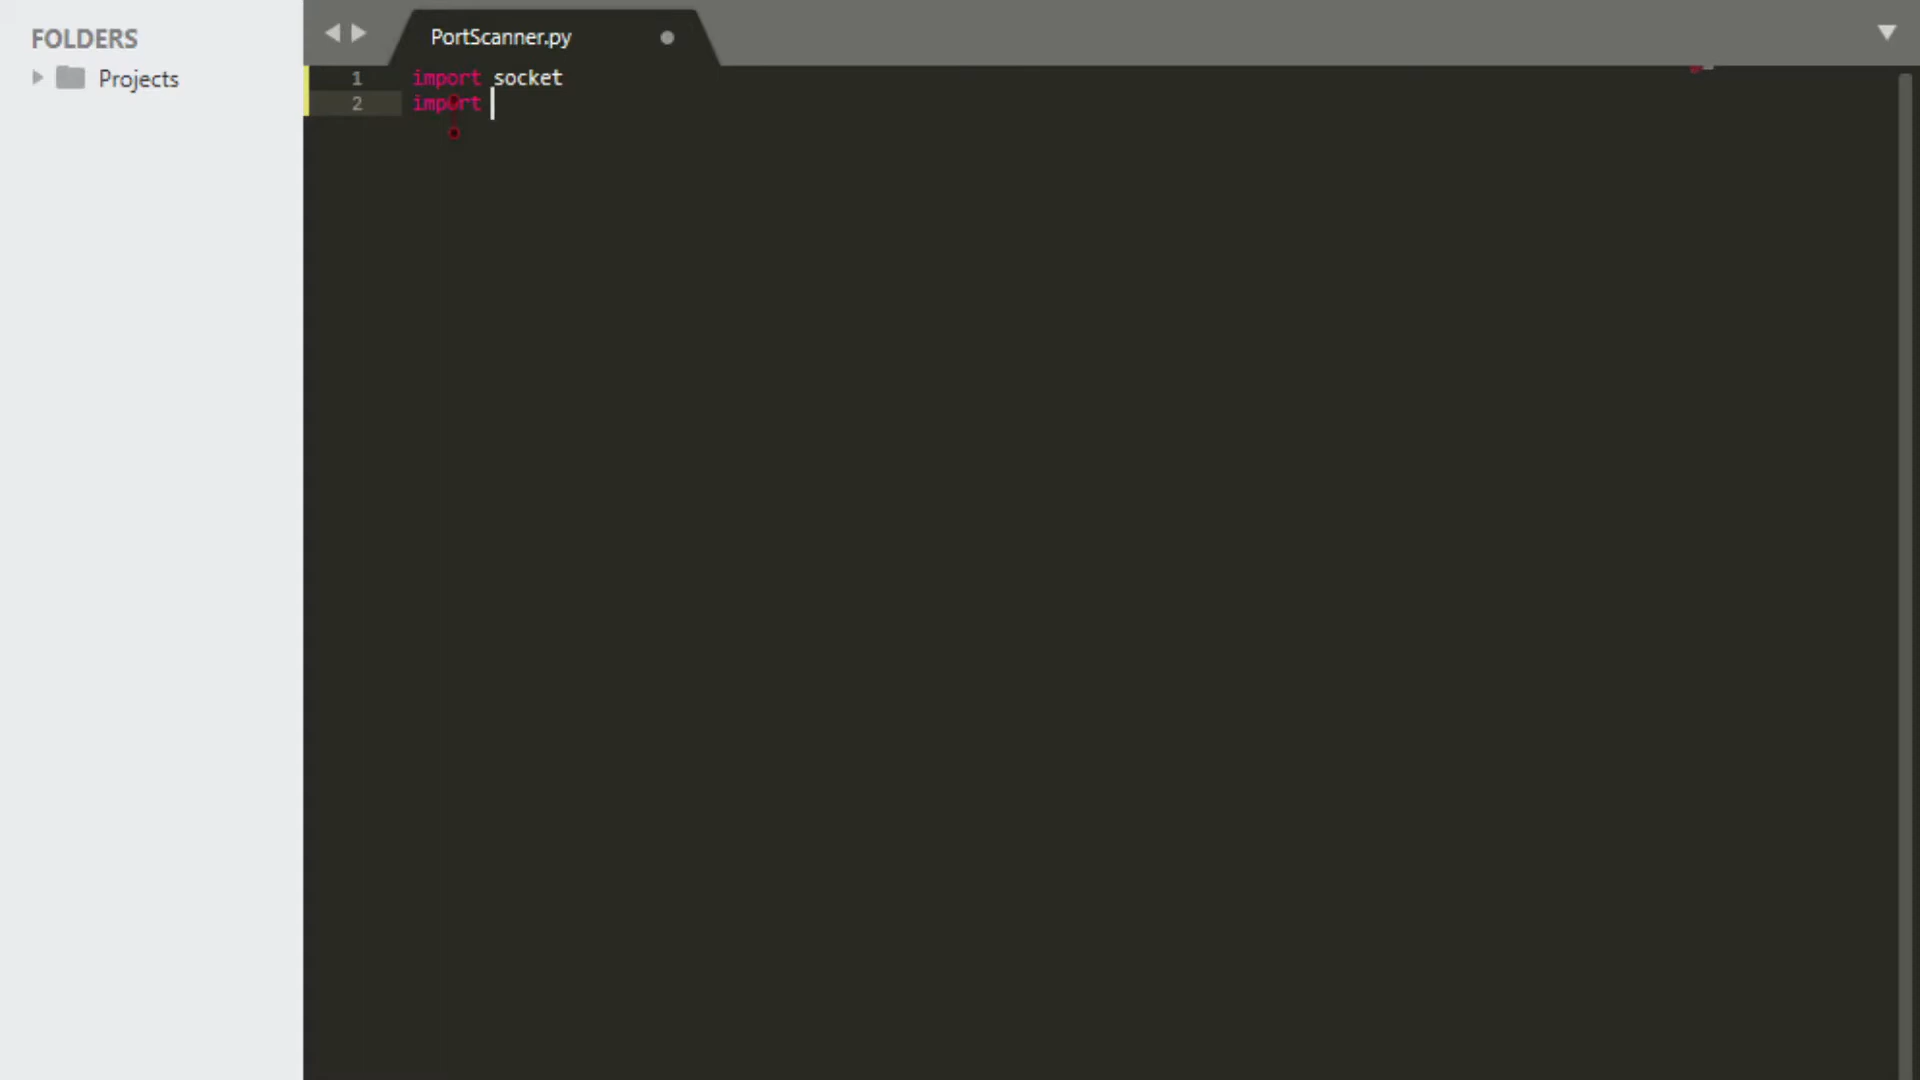 FOLDERS
Projects
PortScanner.py
1 import socket
2 import